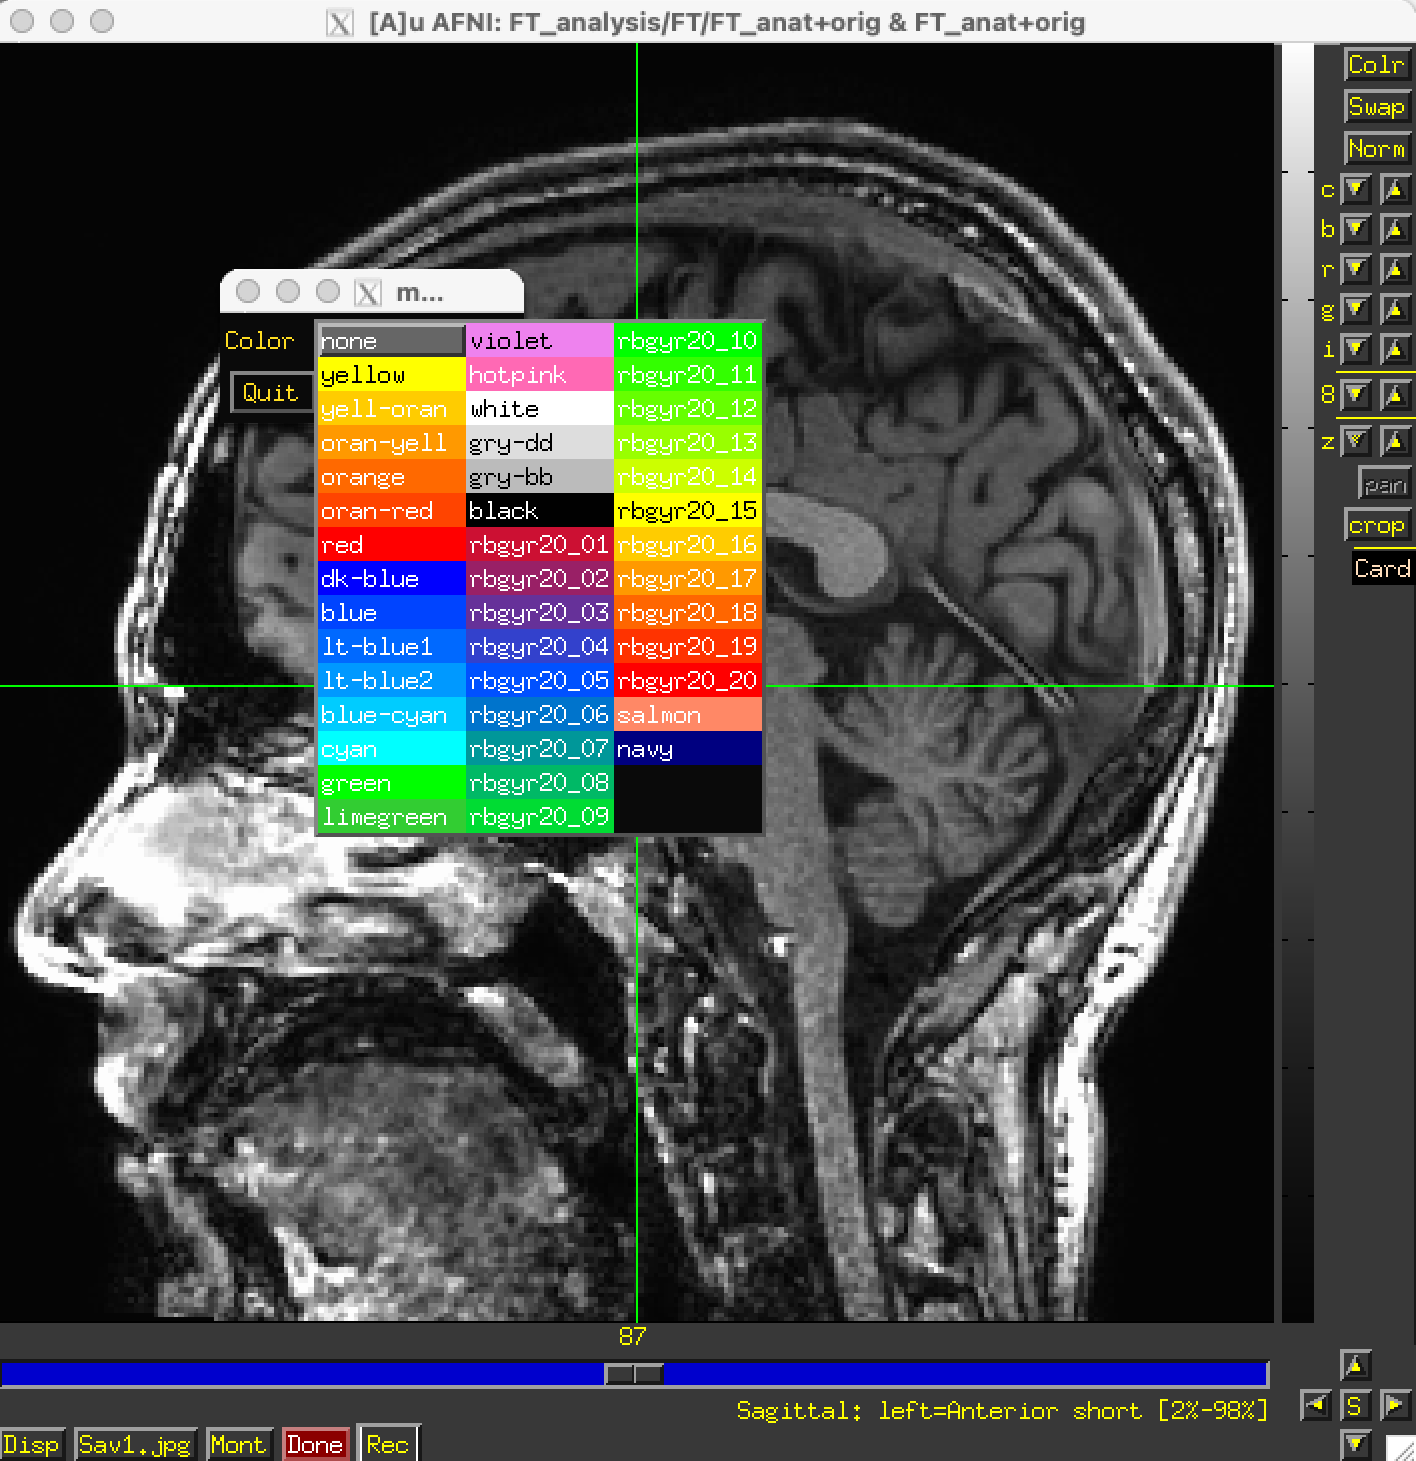 [A]u AFNI: FT_analysis/FT/FT_anat+orig & FT_anat+orig
Colr
Swap
Norm
c
b
r
g
i
8
z
pan
crop
Card
m...
Color
Quit
none violet rbgyr20_10
yellow hotpink rbgyr20_11
yell-oran white rbgyr20_12
oran-yell gry-dd rbgyr20_13
orange gry-bb rbgyr20_14
oran-red black rbgyr20_15
red rbgyr20_01 rbgyr20_16
dk-blue rbgyr20_02 rbgyr20_17
blue rbgyr20_03 rbgyr20_18
lt-blue1 rbgyr20_04 rbgyr20_19
lt-blue2 rbgyr20_05 rbgyr20_20
blue-cyan rbgyr20_06 salmon
cyan rbgyr20_07 navy
green rbgyr20_08
limegreen rbgyr20_09
87
Sagittal: left=Anterior short [2%-98%]
S
Disp Sav1.jpg Mont Done Rec